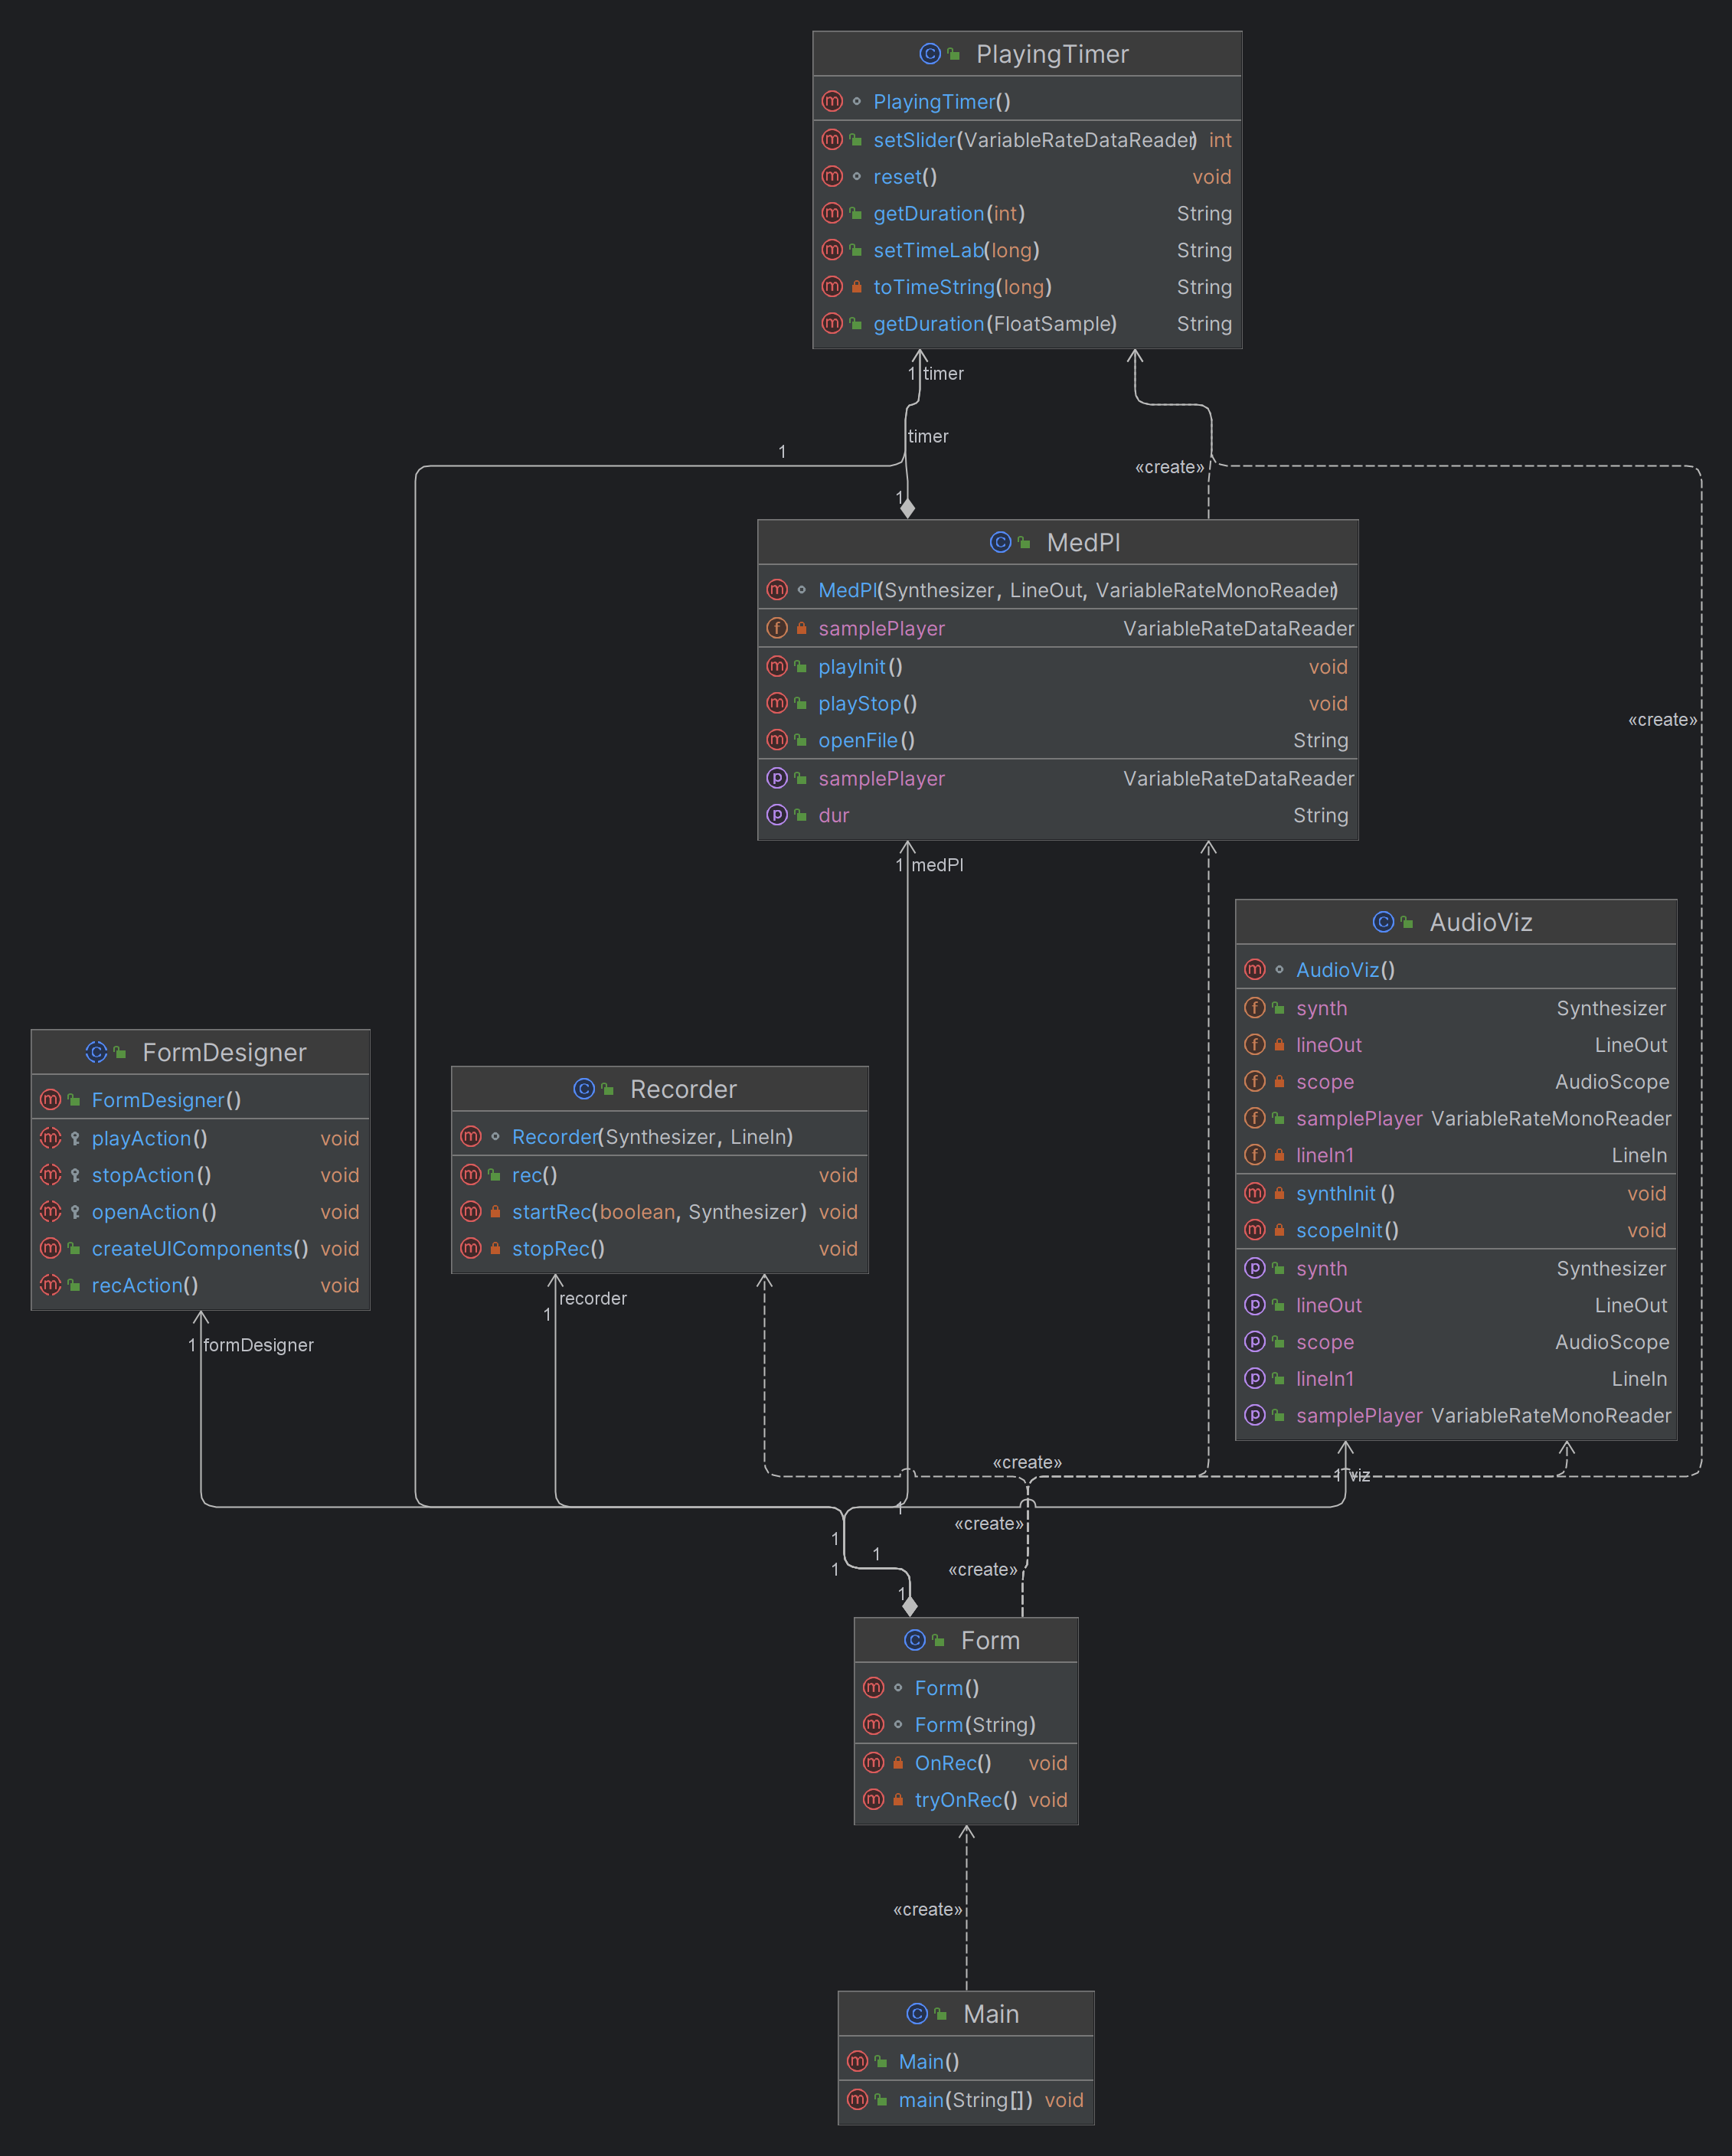 PlayingTimer
PlayingTimer()
setSlider(VariableRateDataReader) int
reset() void
getDuration(int) String
setTimeLab(long) String
toTimeString(long) String
getDuration(FloatSample) String
1 timer
timer
1
«create»
1
MedPl
MedPl(Synthesizer, LineOut, VariableRateMonoReader)
samplePlayer VariableRateDataReader
playInit() void
playStop() void
openFile() String
samplePlayer VariableRateDataReader
dur String
«create»
1 medPl
AudioViz
AudioViz()
synth Synthesizer
lineOut LineOut
scope AudioScope
samplePlayer VariableRateMonoReader
lineIn1 LineIn
synthInit() void
scopeInit() void
synth Synthesizer
lineOut LineOut
scope AudioScope
lineIn1 LineIn
samplePlayer VariableRateMonoReader
FormDesigner
FormDesigner()
playAction() void
stopAction() void
openAction() void
createUIComponents() void
recAction() void
Recorder
Recorder(Synthesizer, LineIn)
rec() void
startRec(boolean, Synthesizer) void
stopRec() void
1 recorder
1 formDesigner
«create»
1 viz
1
«create»
1
1
«create»
1
1
Form
Form()
Form(String)
OnRec() void
tryOnRec() void
«create»
Main
Main()
main(String[]) void